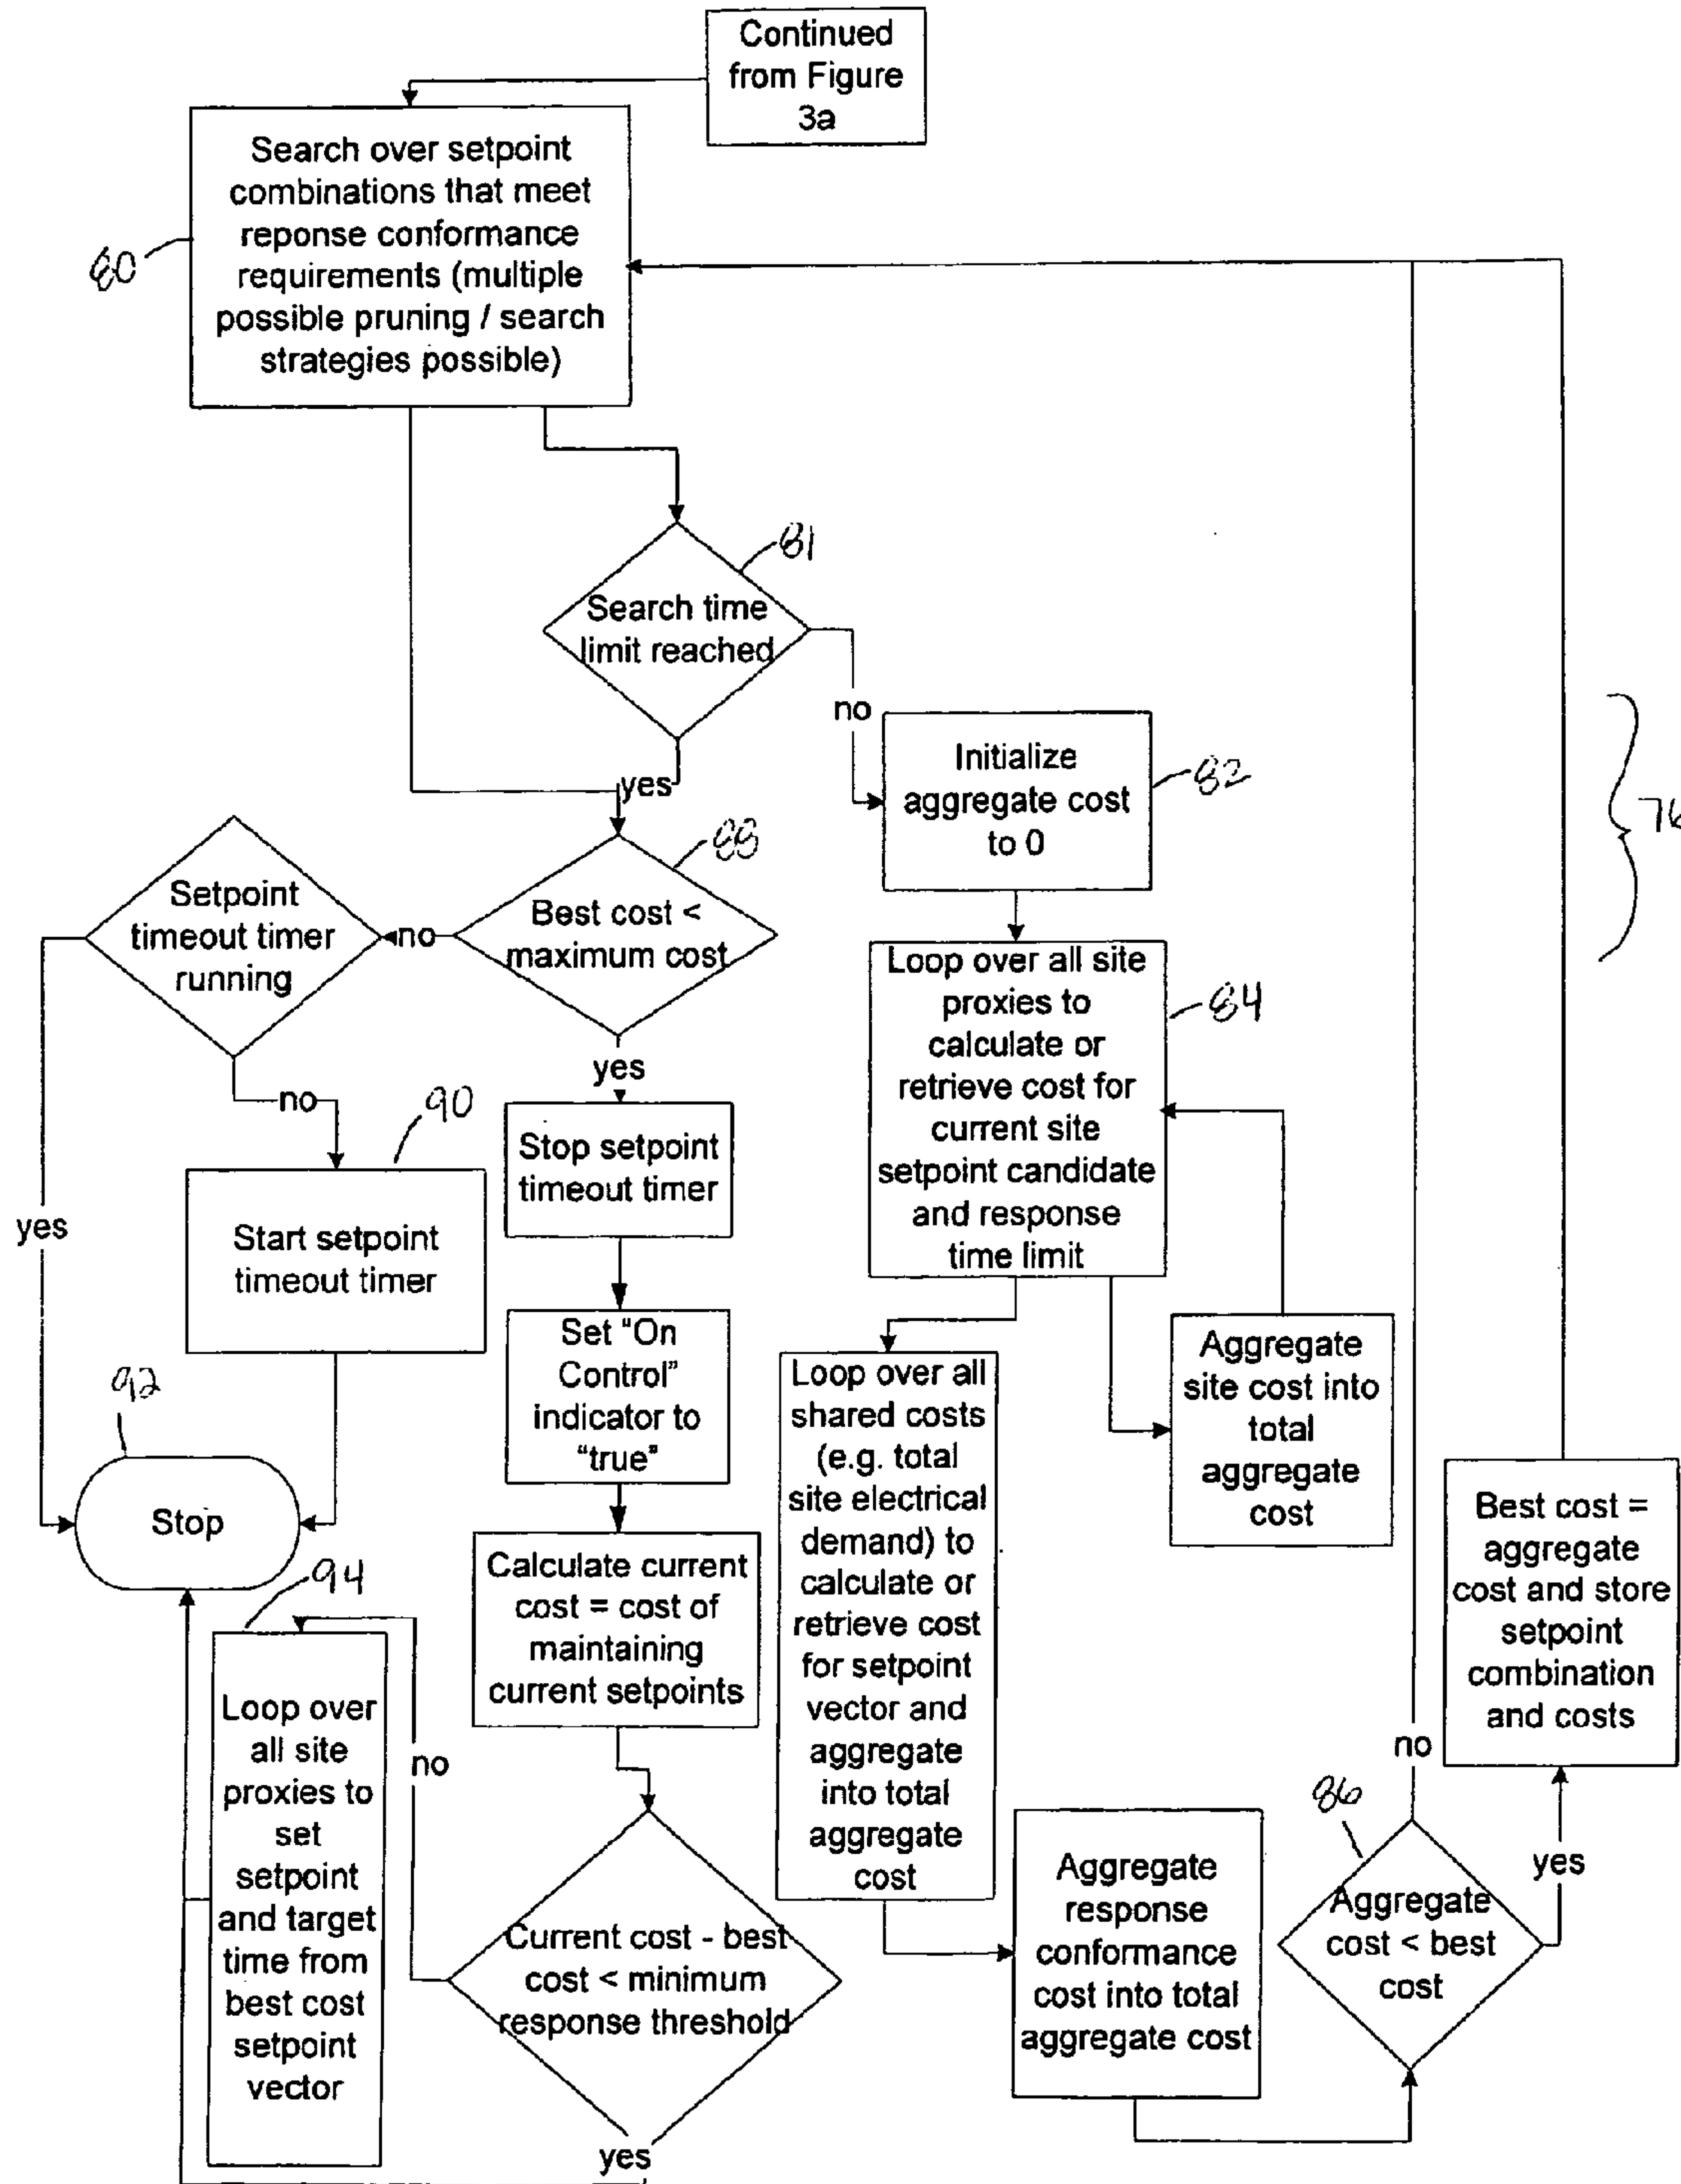 Continued
from Figure
3a
Search over setpoint
combinations that meet
reponse conformance
requirements (multiple
possible pruning / search
strategies possible)
80
81
Search time
limit reached
no
yes
Initialize
aggregate cost
to 0
82
76
88
Best cost <
maximum cost
no
Setpoint
timeout timer
running
yes
no
90
Start setpoint
timeout timer
yes
Stop setpoint
timeout timer
Set "On
Control"
indicator to
"true"
Calculate current
cost = cost of
maintaining
current setpoints
Loop over all site
proxies to
calculate or
retrieve cost for
current site
setpoint candidate
and response
time limit
84
Aggregate
site cost into
total
aggregate
cost
Loop over all
shared costs
(e.g. total
site electrical
demand) to
calculate or
retrieve cost
for setpoint
vector and
aggregate
into total
aggregate
cost
92
Stop
94
Loop over
all site
proxies to
set
setpoint
and target
time from
best cost
setpoint
vector
no
Current cost - best
cost < minimum
response threshold
yes
Aggregate
response
conformance
cost into total
aggregate cost
86
Aggregate
cost < best
cost
no
yes
Best cost =
aggregate
cost and store
setpoint
combination
and costs